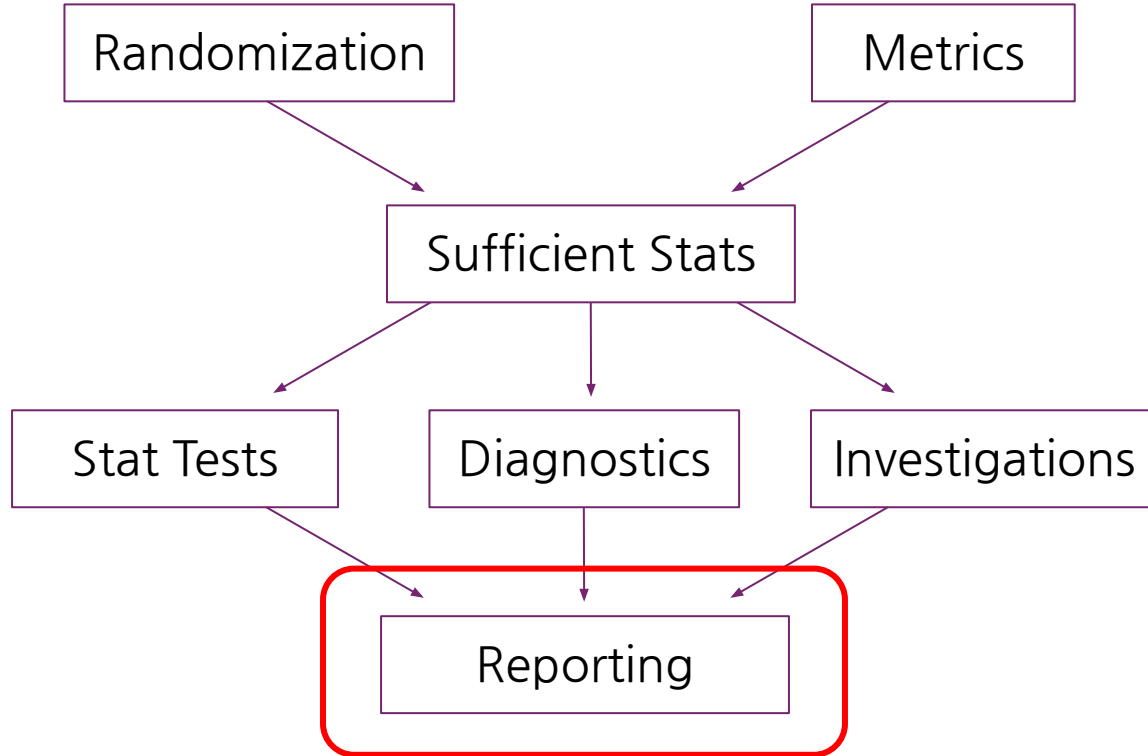 Randomization
Metrics
Sufficient Stats
Stat Tests
Diagnostics
Investigations
Reporting